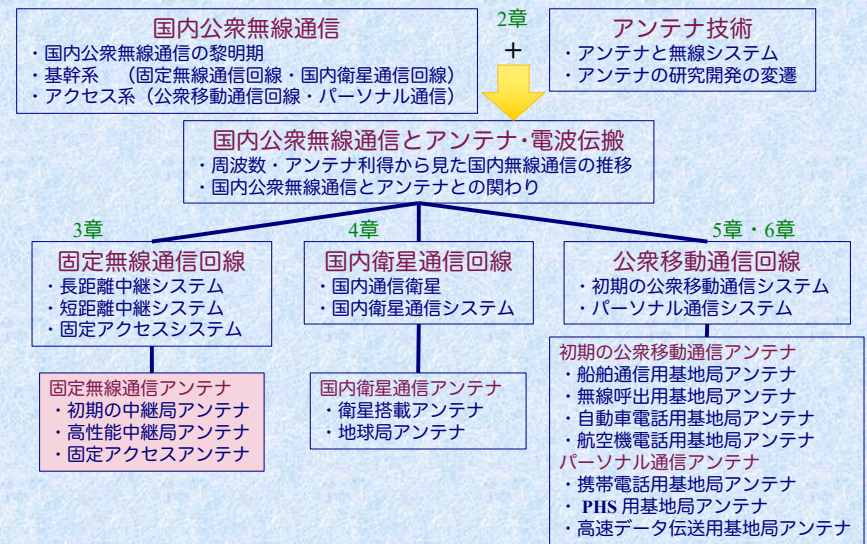 国内公衆無線通信
・国内公衆無線通信の黎明期
・基幹系　（固定無線通信回線・国内衛星通信回線）
・アクセス系（公衆移動通信回線・パーソナル通信）
2章
+
アンテナ技術
・アンテナと無線システム
・アンテナの研究開発の変遷
国内公衆無線通信とアンテナ・電波伝搬
・周波数・アンテナ利得から見た国内無線通信の推移
・国内公衆無線通信とアンテナとの関わり
3章
固定無線通信回線
・長距離中継システム
・短距離中継システム
・固定アクセスシステム
固定無線通信アンテナ
・初期の中継局アンテナ
・高性能中継局アンテナ
・固定アクセスアンテナ
4章
国内衛星通信回線
・国内通信衛星
・国内衛星通信システム
国内衛星通信アンテナ
・衛星搭載アンテナ
・地球局アンテナ
5章・6章
公衆移動通信回線
・初期の公衆移動通信システム
・パーソナル通信システム
初期の公衆移動通信アンテナ
・船舶通信用基地局アンテナ
・無線呼出用基地局アンテナ
・自動車電話用基地局アンテナ
・航空機電話用基地局アンテナ
パーソナル通信アンテナ
・携帯電話用基地局アンテナ
・PHS用基地局アンテナ
・高速データ伝送用基地局アンテナ